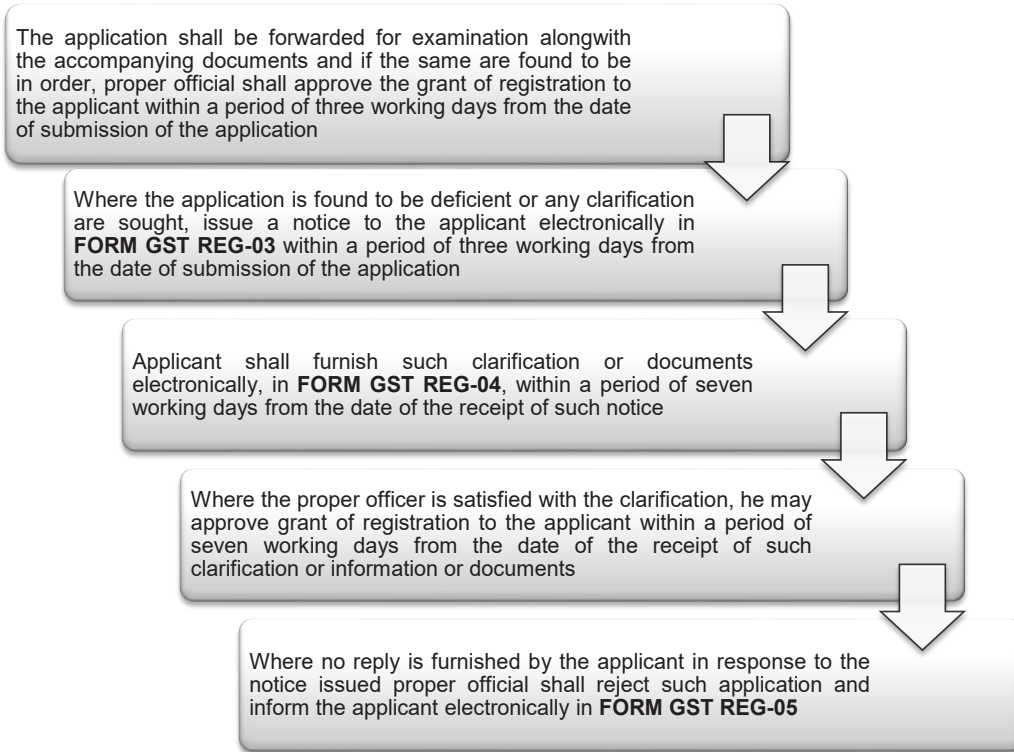 The application shall be forwarded for examination alongwith
the accompanying documents and if the same are found to be
in order, proper official shall approve the grant of registration to
the applicant within a period of three working days from the date
of submission of the application
Where the application is found to be deficient or any clarification
are sought, issue a notice to the applicant electronically in
FORM GST REG-03 within a period of three working days from
the date of submission of the application
Applicant shall furnish such clarification or documents
electronically, in FORM GST REG-04, within a period of seven
working days from the date of the receipt of such notice
Where the proper officer is satisfied with the clarification, he may
approve grant of registration to the applicant within a period of
seven working days from the date of the receipt of such
clarification or information or documents
Where no reply is furnished by the applicant in response to the
notice issued proper official shall reject such application and
inform the applicant electronically in FORM GST REG-05